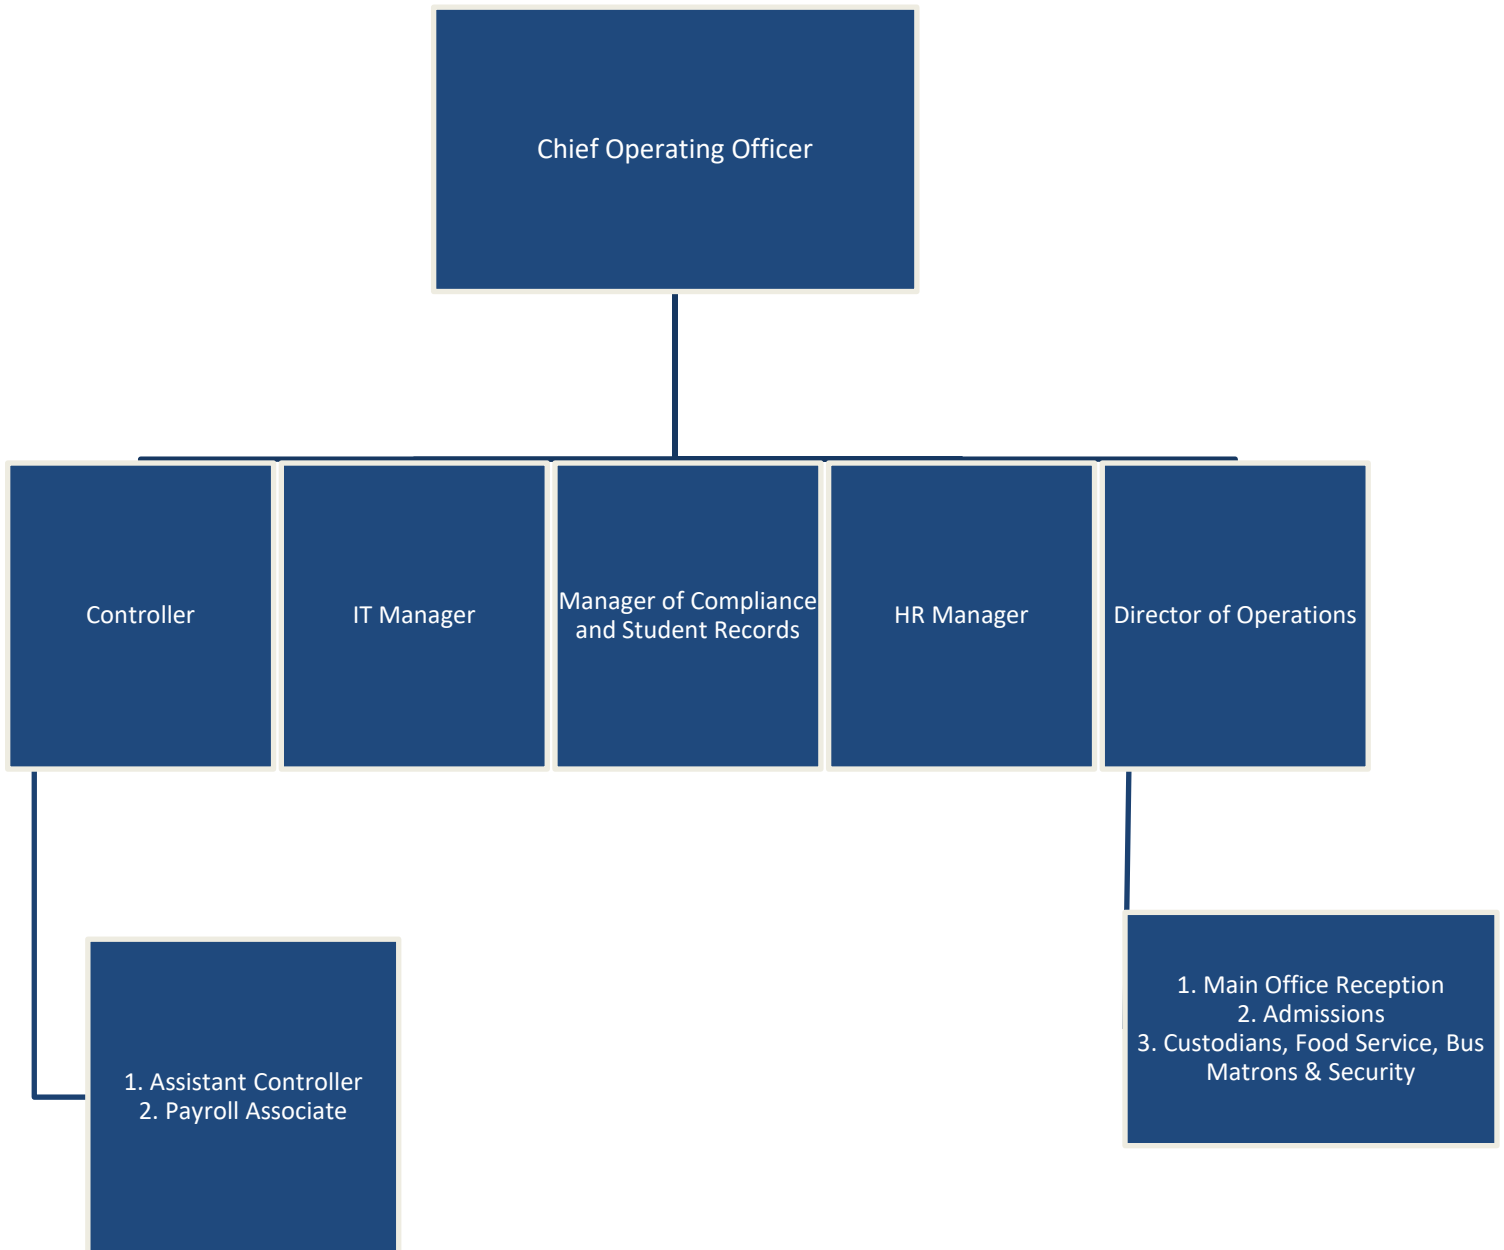 Chief Operating Officer
Controller
IT Manager
Manager of Compliance
and Student Records
HR Manager
Director of Operations
1. Main Office Reception
2. Admissions
3. Custodians, Food Service, Bus
Matrons & Security
1. Assistant Controller
2. Payroll Associate